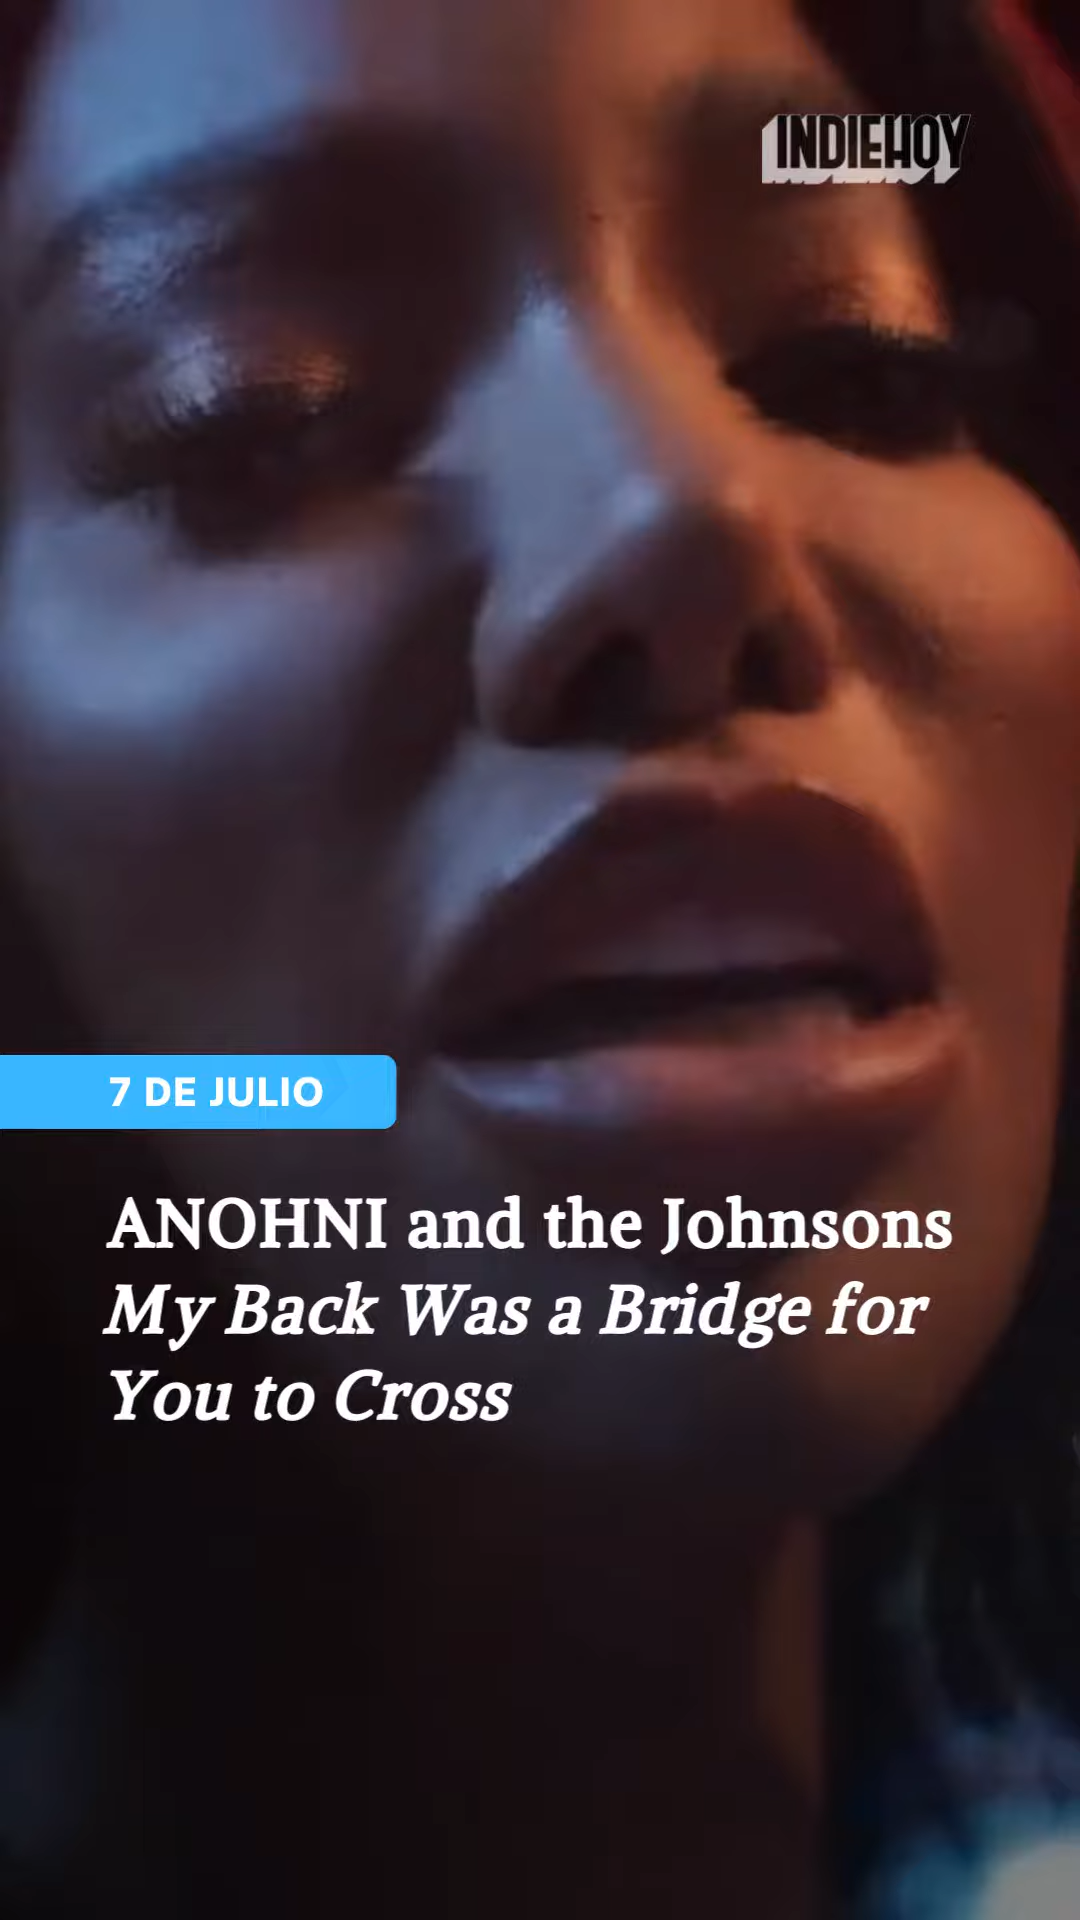 INDIEHOY
7 DE JULIO
ANOHNI and the Johnsons
My Back Was a Bridge for
You to Cross